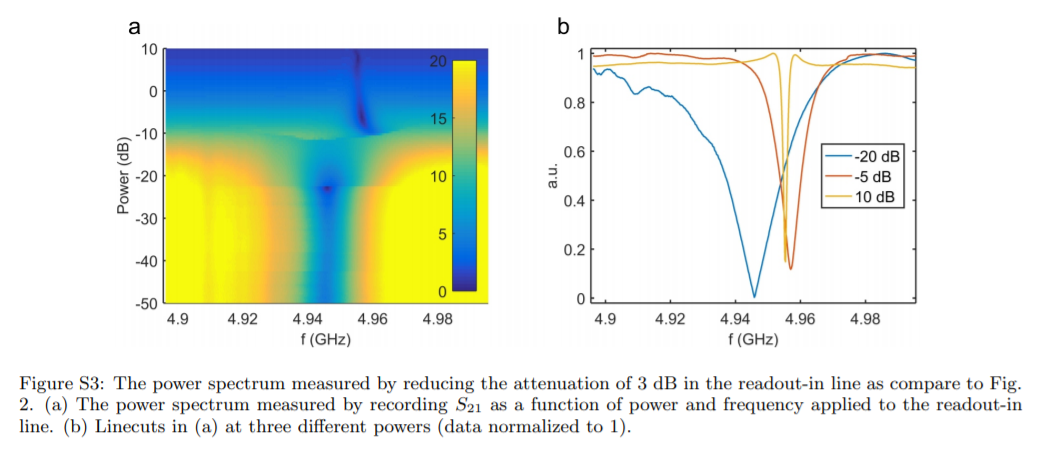 a
b
10
0
-10
-20
-30
-40
-50
Power (dB)
20
15
10
5
0
4.9 4.92 4.94 4.96 4.98
f (GHz)
1
0.8
0.6
0.4
0.2
0
a.u.
-20 dB
-5 dB
10 dB
4.9 4.92 4.94 4.96 4.98
f (GHz)
Figure S3: The power spectrum measured by reducing the attenuation of 3 dB in the readout-in line as compare to Fig.
2. (a) The power spectrum measured by recording S21 as a function of power and frequency applied to the readout-in
line. (b) Linecuts in (a) at three different powers (data normalized to 1).